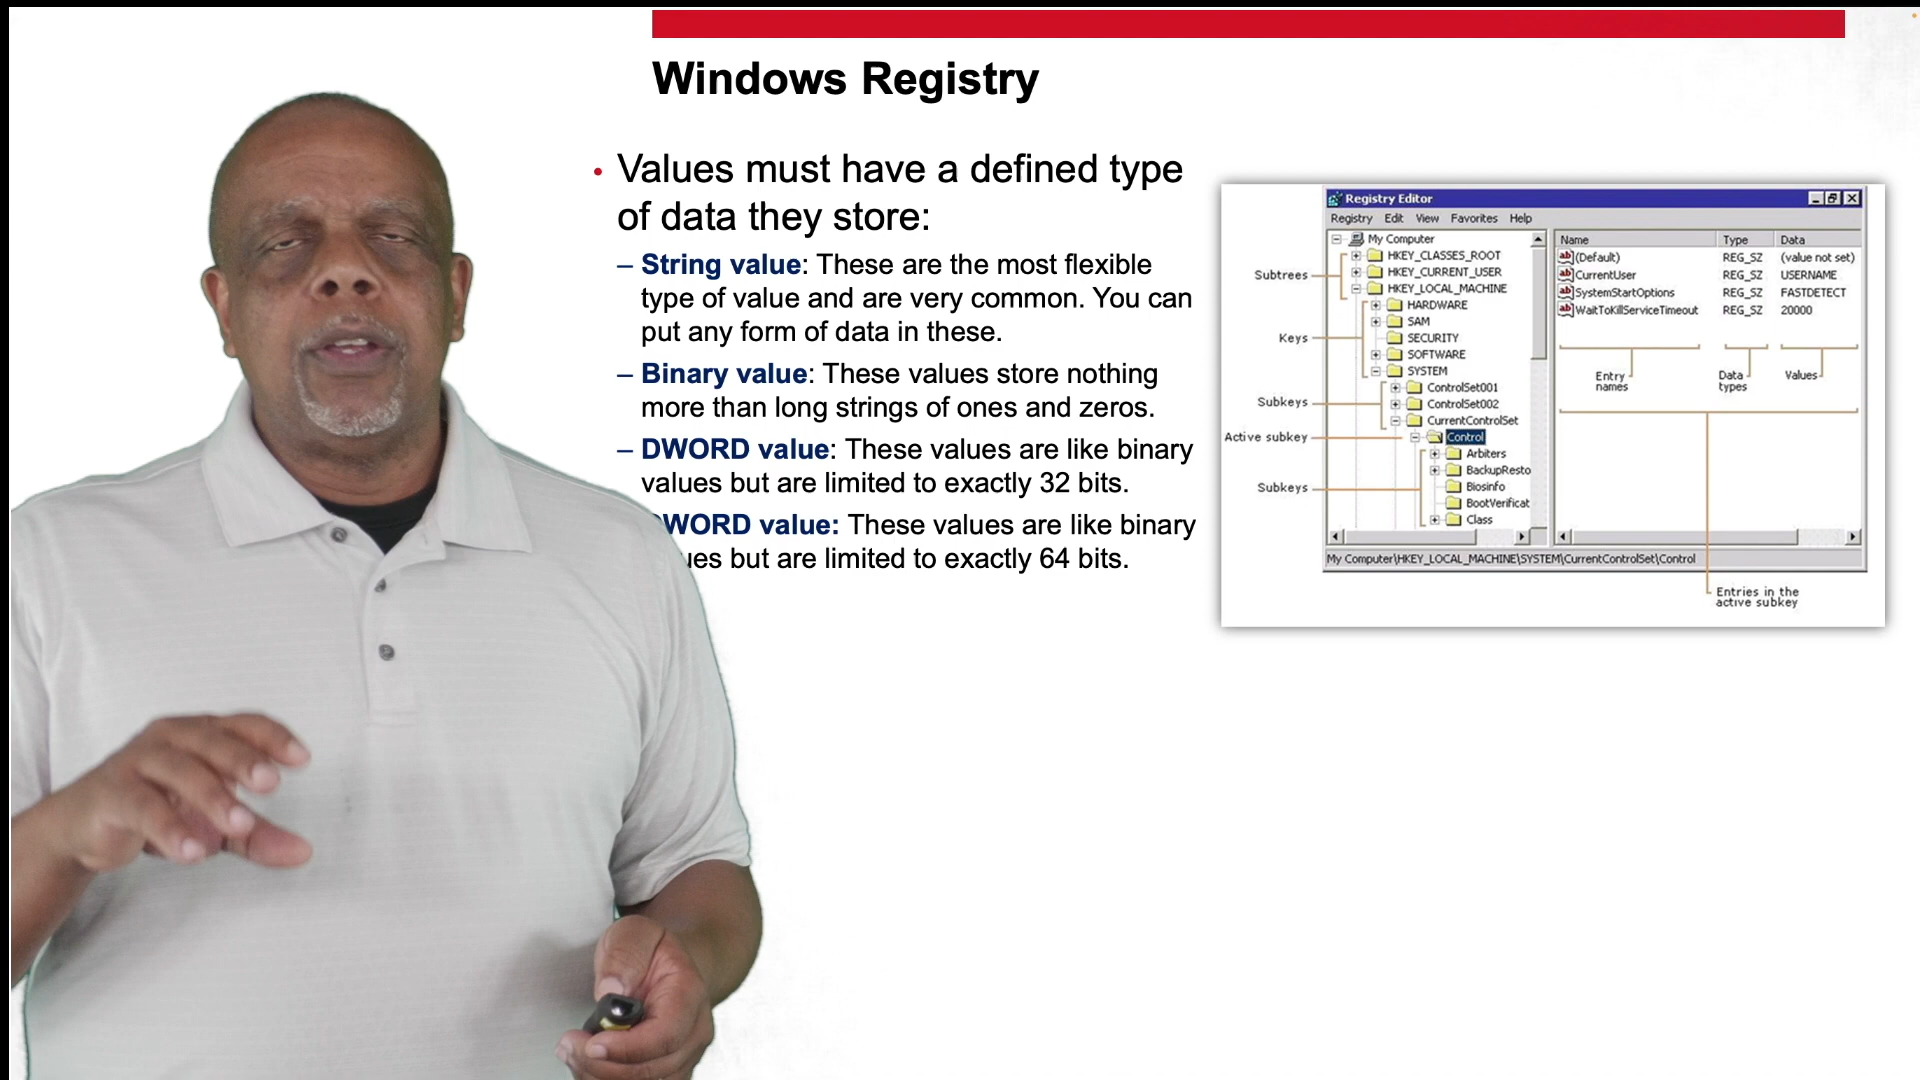 Windows Registry
• Values must have a defined type
of data they store:
– String value: These are the most flexible
type of value and are very common. You can
put any form of data in these.
– Binary value: These values store nothing
more than long strings of ones and zeros.
– DWORD value: These values are like binary
values but are limited to exactly 32 bits.
WORD value: These values are like binary
ues but are limited to exactly 64 bits.
Registry Editor
Registry Edit View Favorites Help
My Computer
HKEY_CLASSES_ROOT
HKEY_CURRENT_USER
HKEY_LOCAL_MACHINE
HARDWARE
SAM
SECURITY
SOFTWARE
SYSTEM
ControlSet001
ControlSet002
CurrentControlSet
Control
Arbiters
BackupResto
Biosinfo
BootVerificat
Class
Subtrees
Keys
Subkeys
Active subkey
Subkeys
Name Type Data
(Default) REG_SZ (value not set)
CurrentUser REG_SZ USERNAME
SystemStartOptions REG_SZ FASTDETECT
WaitToKillServiceTimeout REG_SZ 20000
Entry
names
Data
types
Values
My Computer\HKEY_LOCAL_MACHINE\SYSTEM\CurrentControlSet\Control
Entries in the
active subkey